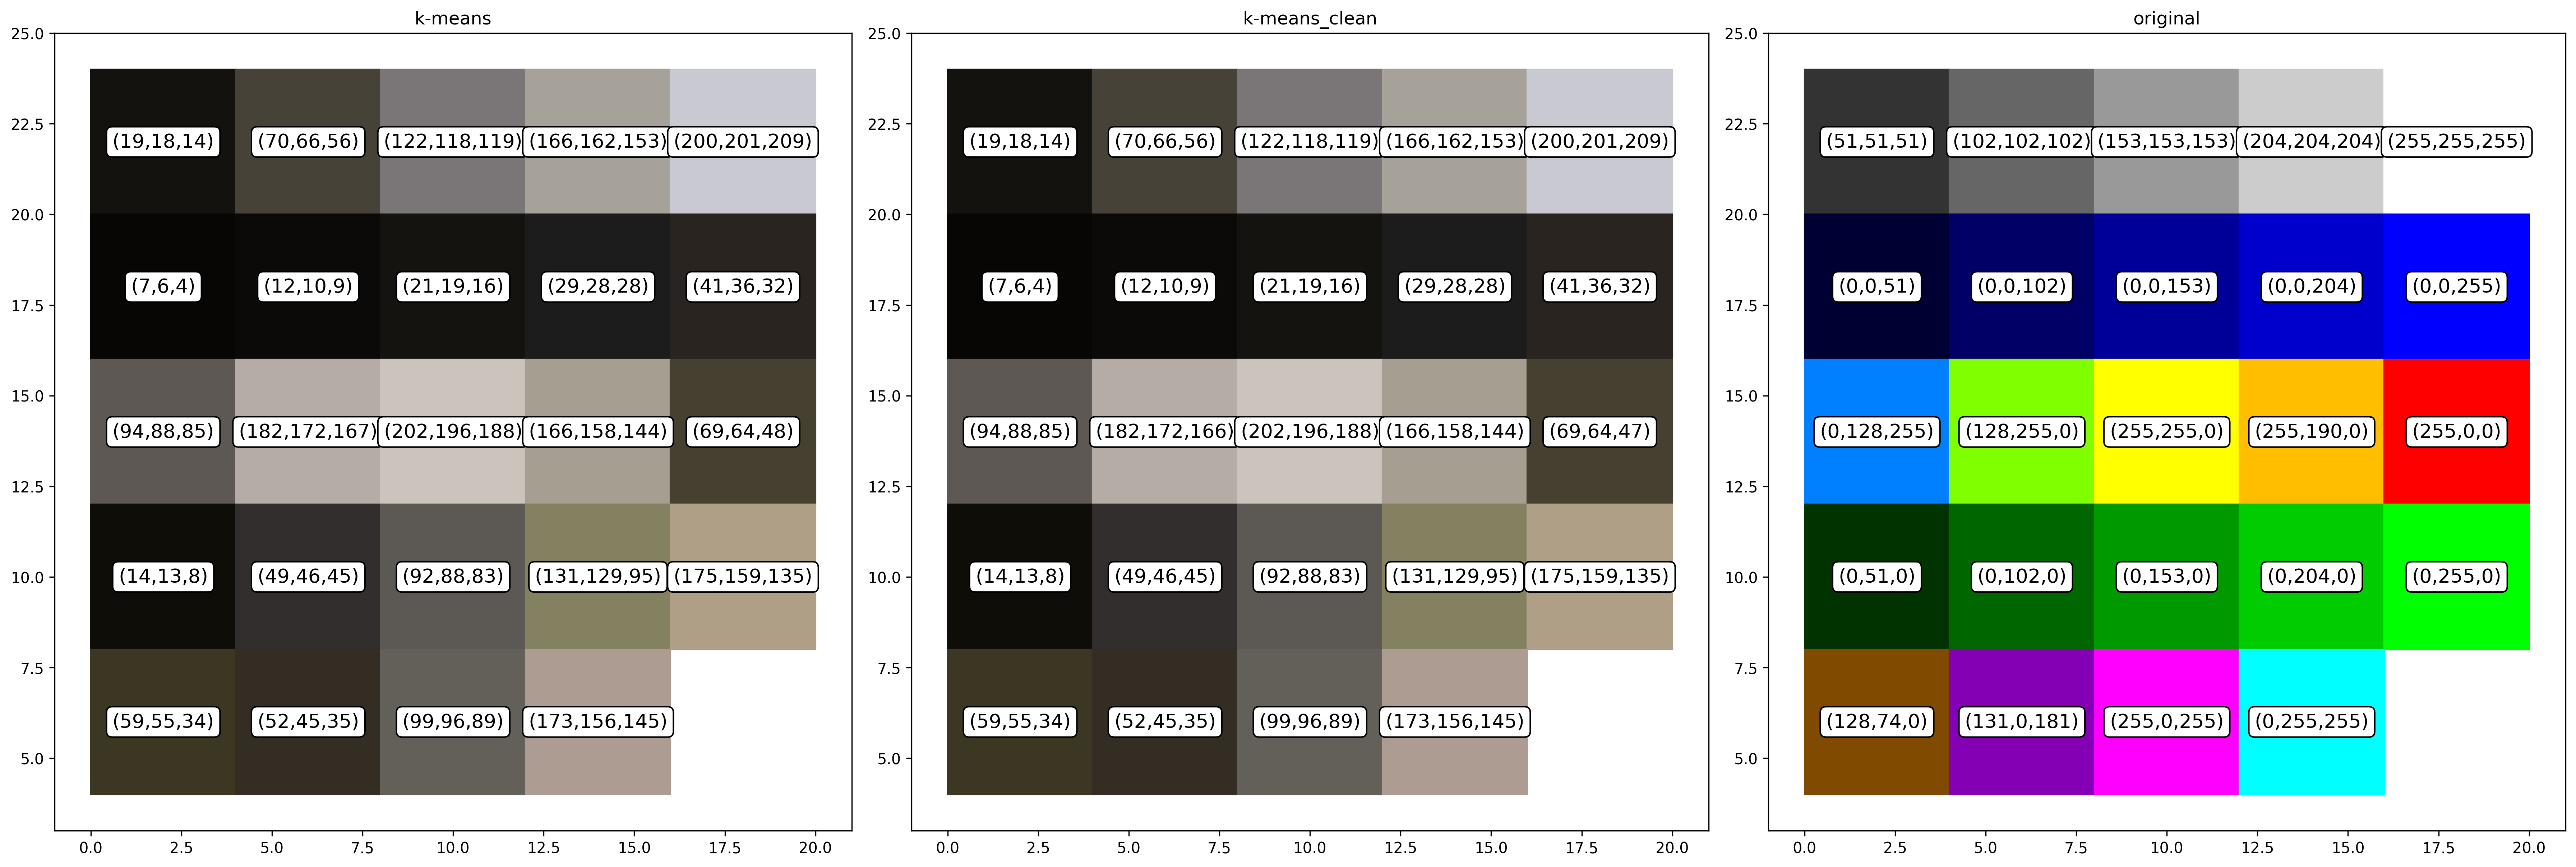 k-means
25.0
22.5
20.0
17.5
15.0
12.5
10.0
7.5
5.0
(19,18,14) (70,66,56) (122,118,119) (166,162,153) (200,201,209)
(7,6,4) (12,10,9) (21,19,16) (29,28,28) (41,36,32)
(94,88,85) (182,172,167) (202,196,188) (166,158,144) (69,64,48)
(14,13,8) (49,46,45) (92,88,83) (131,129,95) (175,159,135)
(59,55,34) (52,45,35) (99,96,89) (173,156,145)
0.0 2.5 5.0 7.5 10.0 12.5 15.0 17.5 20.0
k-means_clean
25.0
22.5
20.0
17.5
15.0
12.5
10.0
7.5
5.0
(19,18,14) (70,66,56) (122,118,119) (166,162,153) (200,201,209)
(7,6,4) (12,10,9) (21,19,16) (29,28,28) (41,36,32)
(94,88,85) (182,172,166) (202,196,188) (166,158,144) (69,64,47)
(14,13,8) (49,46,45) (92,88,83) (131,129,95) (175,159,135)
(59,55,34) (52,45,35) (99,96,89) (173,156,145)
0.0 2.5 5.0 7.5 10.0 12.5 15.0 17.5 20.0
original
25.0
22.5
20.0
17.5
15.0
12.5
10.0
7.5
5.0
(51,51,51) (102,102,102) (153,153,153) (204,204,204) (255,255,255)
(0,0,51) (0,0,102) (0,0,153) (0,0,204) (0,0,255)
(0,128,255) (128,255,0) (255,255,0) (255,190,0) (255,0,0)
(0,51,0) (0,102,0) (0,153,0) (0,204,0) (0,255,0)
(128,74,0) (131,0,181) (255,0,255) (0,255,255)
0.0 2.5 5.0 7.5 10.0 12.5 15.0 17.5 20.0